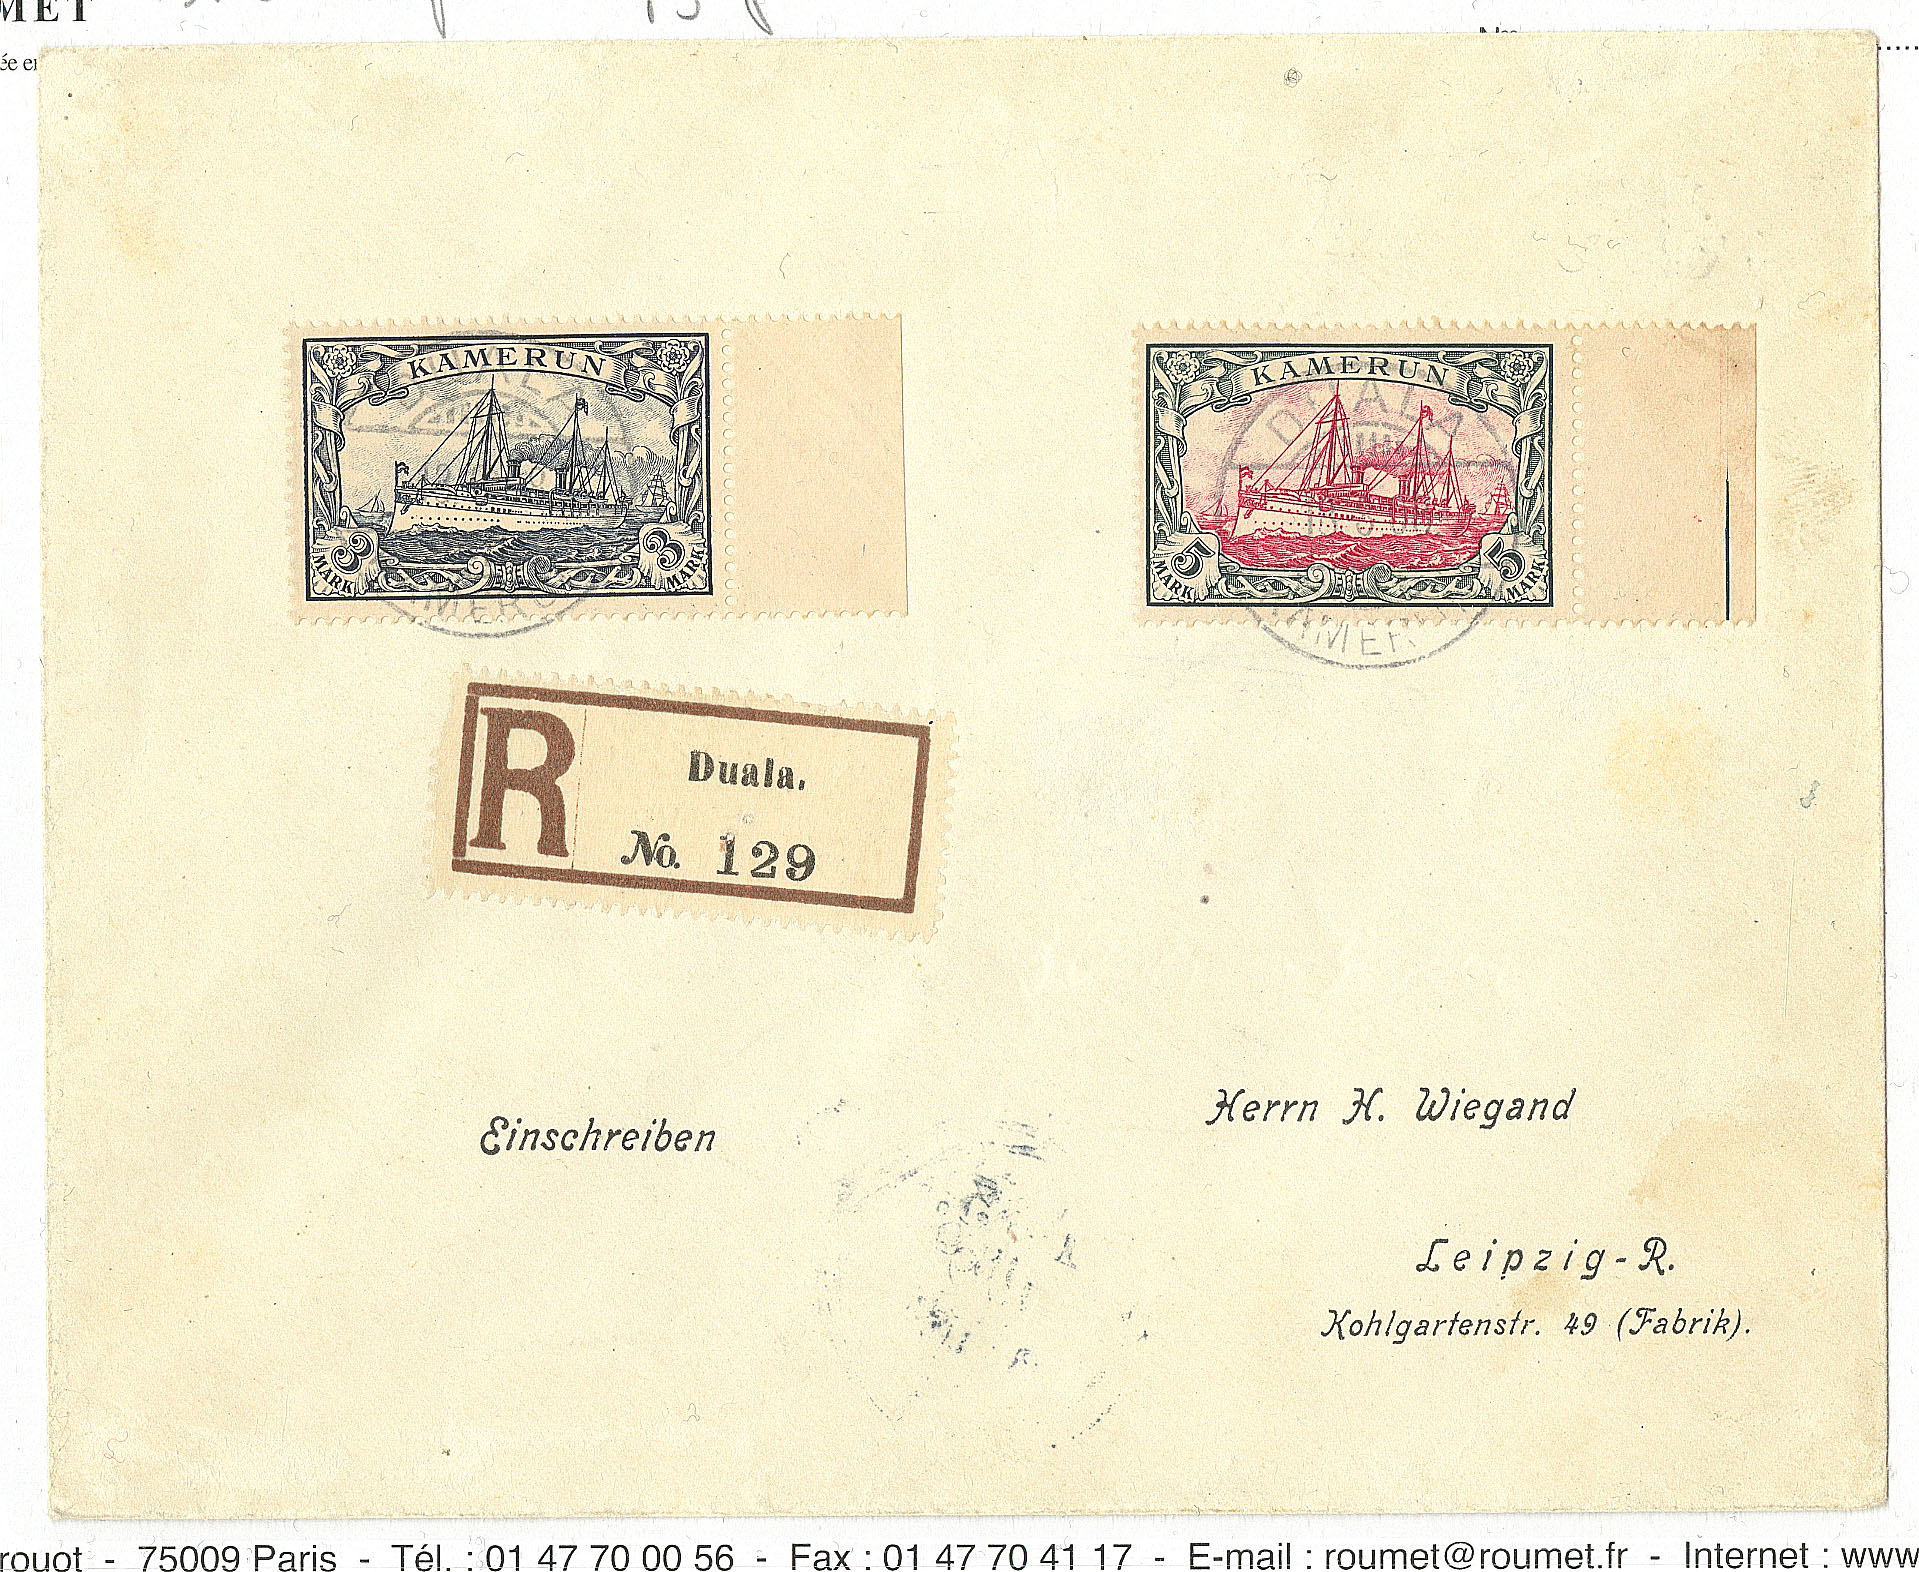 KAMERUN
3 MARK 3 MARK
DUALA
KAMERUN
5 MARK 5 MARK
DUALA
R
Duala.
No. 129
Einschreiben
Herrn H. Wiegand
Leipzig-R.
Kohlgartenstr. 49 (Fabrik).
rouot - 75009 Paris - Tél. : 01 47 70 00 56 - Fax : 01 47 70 41 17 - E-mail : roumet@roumet.fr - Internet : www